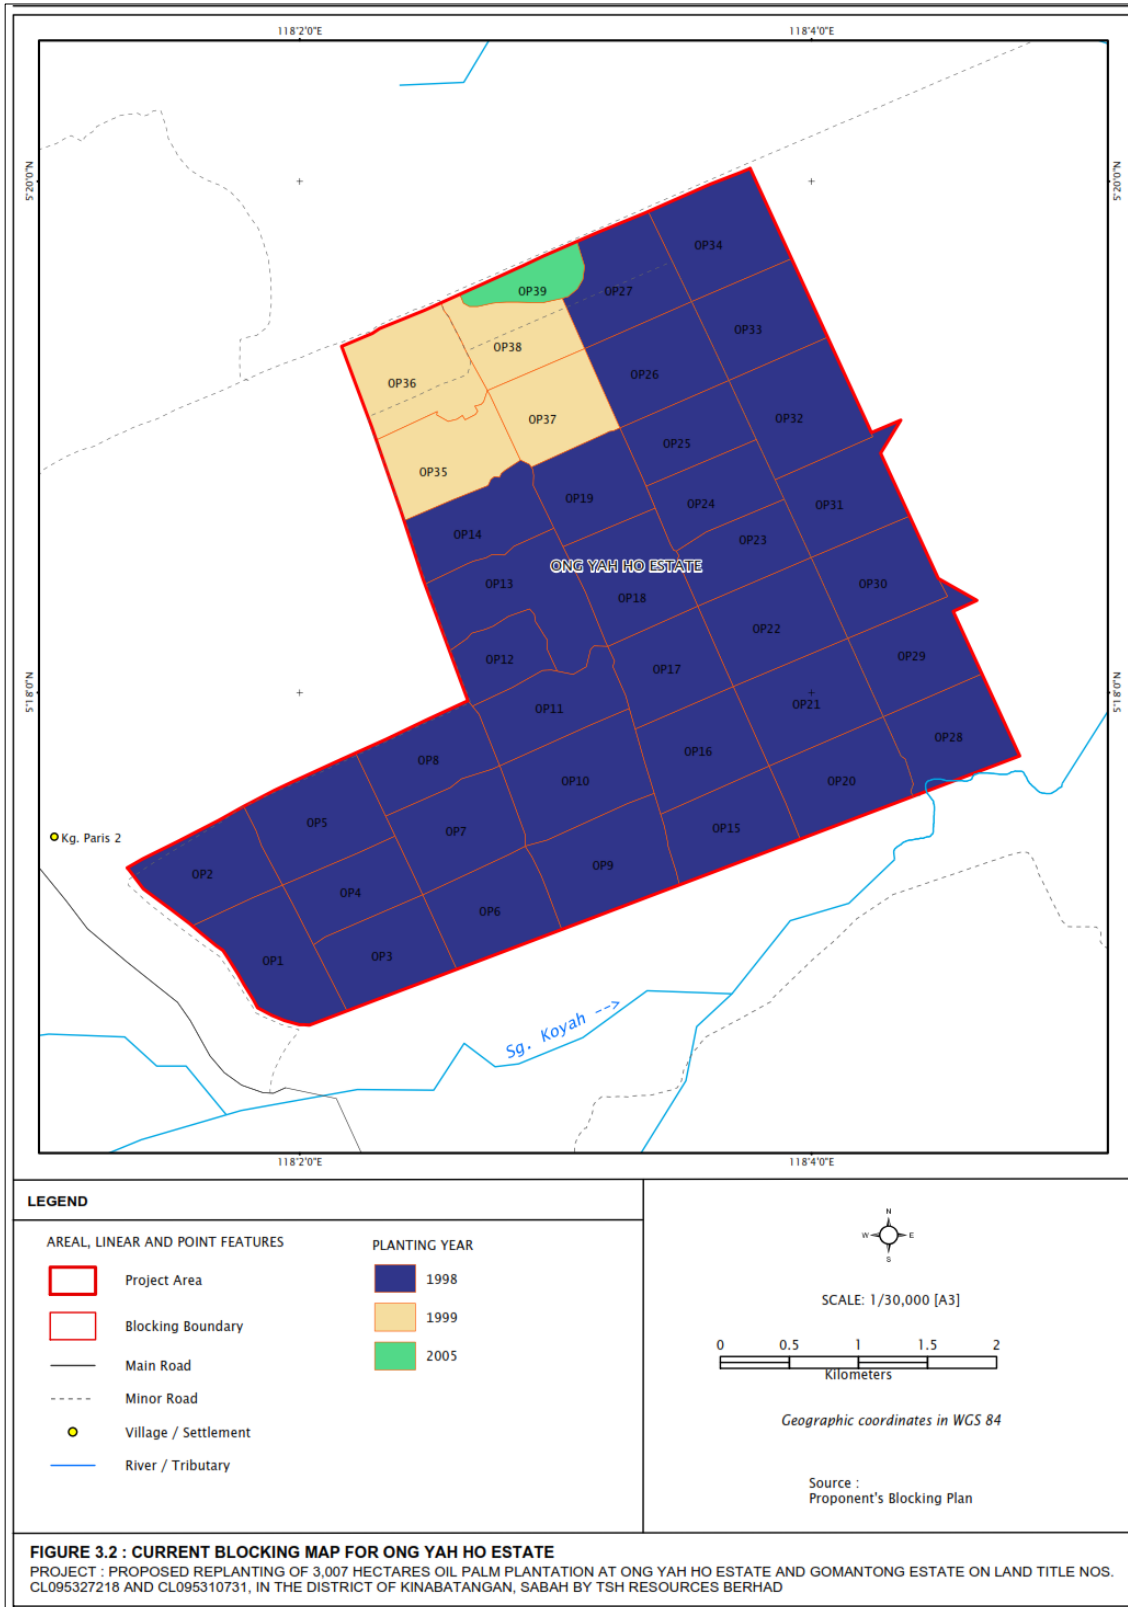 118°2'0"E
118°4'0"E
5°20'0"N
5°20'0"N
OP34
OP39
OP27
OP33
OP38
OP36
OP26
OP32
OP37
OP25
OP35
OP19
OP24
OP31
OP14
OP23
ONG YAH HO ESTATE
OP13
OP30
OP18
OP22
OP12
OP29
OP17
5°18'0"N
5°18'0"N
OP11
OP21
OP28
OP16
OP8
OP10
OP20
OP5
OP7
OP15
Kg. Paris 2
OP9
OP2
OP4
OP6
OP3
OP1
Sg. Koyah -->
118°2'0"E
118°4'0"E
LEGEND
AREAL, LINEAR AND POINT FEATURES
Project Area
Blocking Boundary
Main Road
Minor Road
Village / Settlement
River / Tributary
PLANTING YEAR
1998
1999
2005
N
W E
S
SCALE: 1/30,000 [A3]
0 0.5 1 1.5 2
Kilometers
Geographic coordinates in WGS 84
Source :
Proponent's Blocking Plan
FIGURE 3.2 : CURRENT BLOCKING MAP FOR ONG YAH HO ESTATE
PROJECT : PROPOSED REPLANTING OF 3,007 HECTARES OIL PALM PLANTATION AT ONG YAH HO ESTATE AND GOMANTONG ESTATE ON LAND TITLE NOS.
CL095327218 AND CL095310731, IN THE DISTRICT OF KINABATANGAN, SABAH BY TSH RESOURCES BERHAD